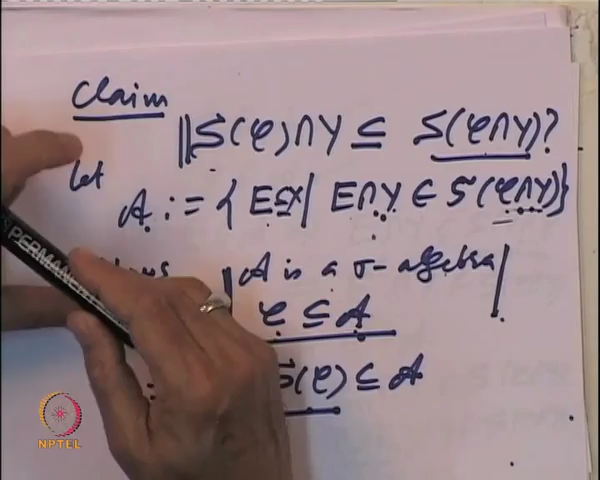 Claim
S(𝒞)∩Y ⊆ S(𝒞∩Y)?
Let
A := { E⊆X | E∩Y ∈ S(𝒞∩Y)}
A is a σ-algebra
𝒞 ⊆ A
S(𝒞) ⊆ A
PERMANENT
NPTEL